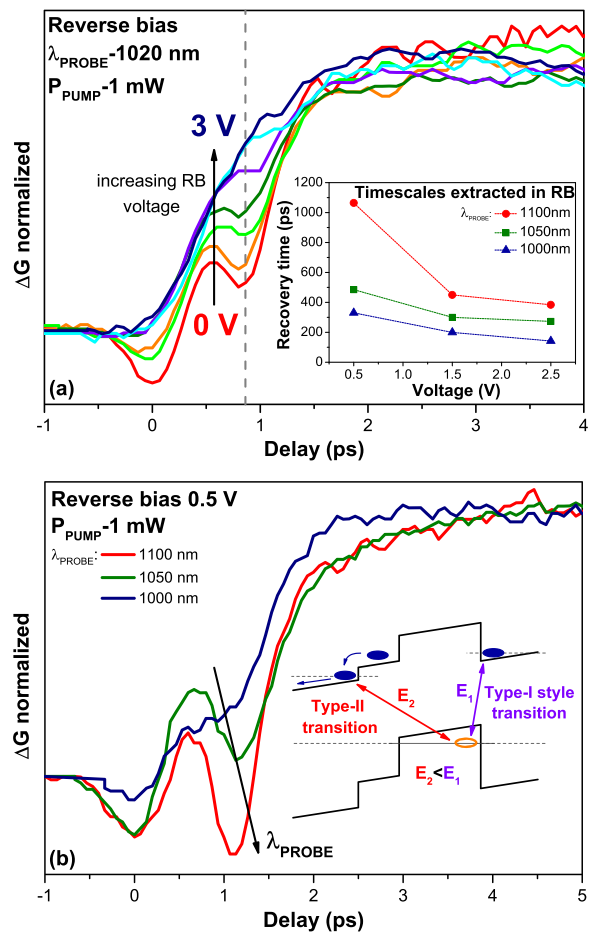 Reverse bias
λPROBE-1020 nm
PPUMP-1 mW
3 V
increasing RB
voltage
0 V
(a)
ΔG normalized
-1 0 1 2 3 4
Delay (ps)
Timescales extracted in RB
λPROBE:
1100nm
1050nm
1000nm
1200
1000
800
600
400
200
0
Recovery time (ps)
0.5 1.0 1.5 2.0 2.5
Voltage (V)
Reverse bias 0.5 V
PPUMP-1 mW
λPROBE:
1100 nm
1050 nm
1000 nm
ΔG normalized
Type-II
transition
E2
E1
Type-I style
transition
E2<E1
λPROBE
(b)
-1 0 1 2 3 4 5
Delay (ps)